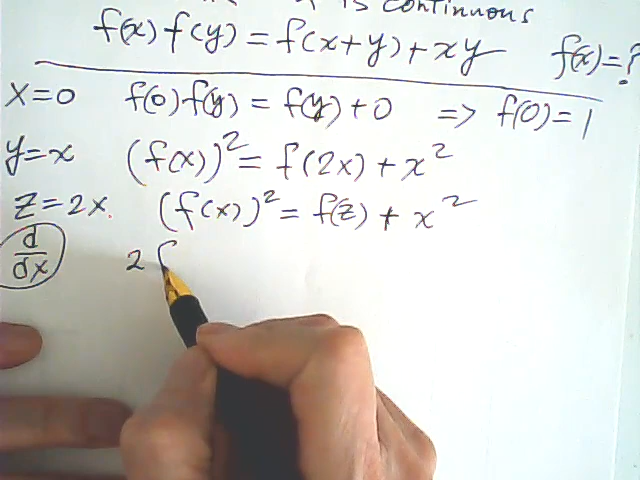 is continuous
f(x) f(y) = f(x+y) + xy f(x) = ?
x=0 f(0) f(y) = f(y) + 0 => f(0) = 1
y=x (f(x))² = f(2x) + x²
z=2x. (f(x))² = f(z) + x²
d/dx 2